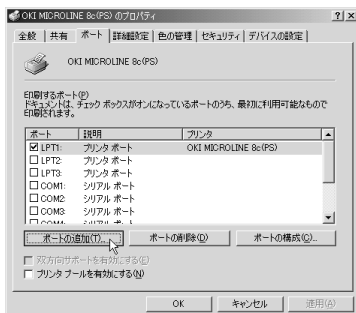 OKI MICROLINE 8c(PS) のプロパティ
全般 共有 ポート 詳細設定 色の管理 セキュリティ デバイスの設定
OKI MICROLINE 8c(PS)
印刷するポート(P)
ドキュメントは、チェック ボックスがオンになっているポートのうち、最初に利用可能なもので
印刷されます。
ポート 説明 プリンタ
LPT1: プリンタ ポート OKI MICROLINE 8c(PS)
LPT2: プリンタ ポート
LPT3: プリンタ ポート
COM1: シリアル ポート
COM2: シリアル ポート
COM3: シリアル ポート
COM4: シリアル ポート
ポートの追加(T)... ポートの削除(D) ポートの構成(C)...
双方向サポートを有効にする(E)
プリンタ プールを有効にする(N)
OK キャンセル 適用(A)